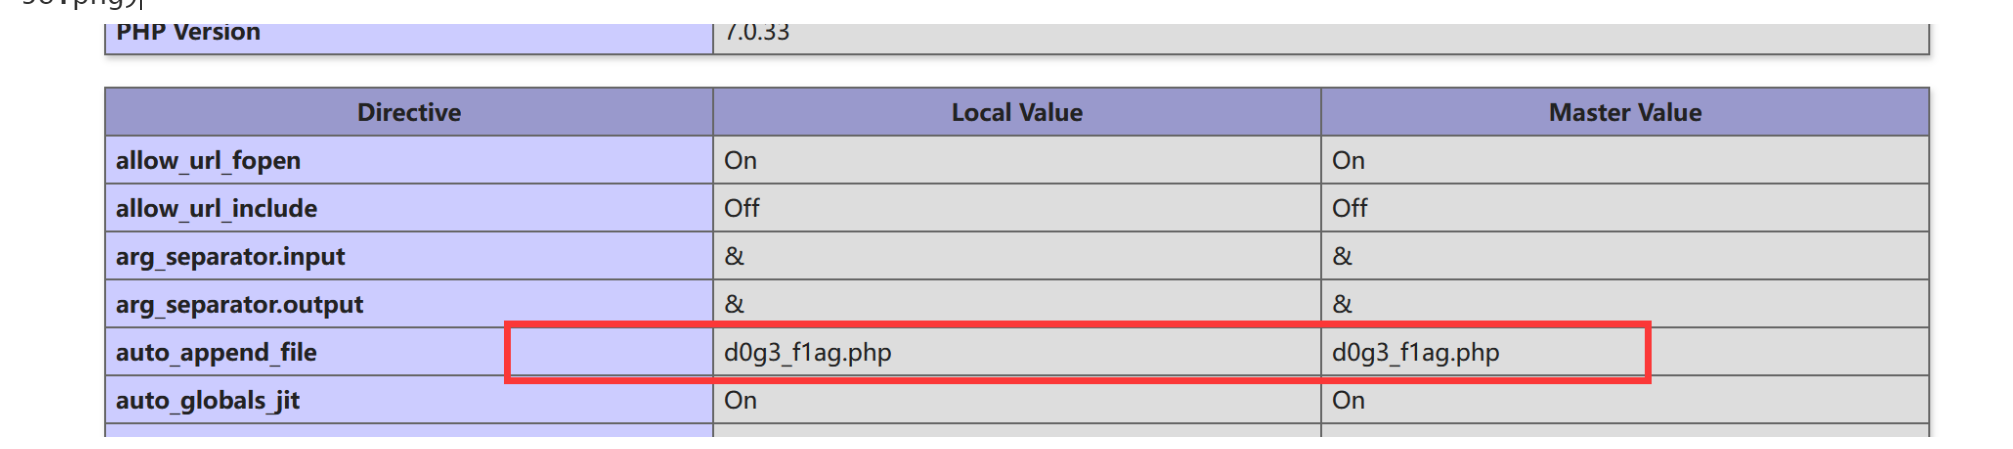 PHP Version 7.0.33
Directive Local Value Master Value
allow_url_fopen On On
allow_url_include Off Off
arg_separator.input & &
arg_separator.output & &
auto_append_file d0g3_f1ag.php d0g3_f1ag.php
auto_globals_jit On On